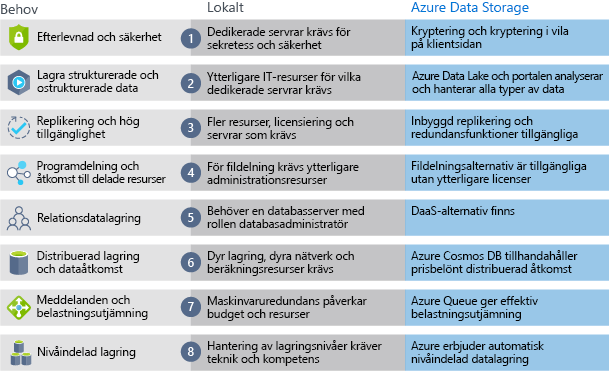 Behov
Lokalt
Azure Data Storage
Efterlevnad och säkerhet
1
Dedikerade servrar krävs för
sekretess och säkerhet
Kryptering och kryptering i vila
på klientsidan
Lagra strukturerade och
ostrukturerade data
2
Ytterligare IT-resurser för vilka
dedikerade servrar krävs
Azure Data Lake och portalen analyserar
och hanterar alla typer av data
Replikering och hög
tillgänglighet
3
Fler resurser, licensiering och
servrar som krävs
Inbyggd replikering och
redundansfunktioner tillgängliga
Programdelning och
åtkomst till delade resurser
4
För fildelning krävs ytterligare
administrationsresurser
Fildelningsalternativ är tillgängliga
utan ytterligare licenser
Relationsdatalagring
5
Behöver en databasserver med
rollen databasadministratör
DaaS-alternativ finns
Distribuerad lagring
och dataåtkomst
6
Dyr lagring, dyra nätverk och
beräkningsresurser krävs
Azure Cosmos DB tillhandahåller
prisbelönt distribuerad åtkomst
Meddelanden och
belastningsutjämning
7
Maskinvaruredundans påverkar
budget och resurser
Azure Queue ger effektiv
belastningsutjämning
Nivåindelad lagring
8
Hantering av lagringsnivåer kräver
teknik och kompetens
Azure erbjuder automatisk
nivåindelad datalagring